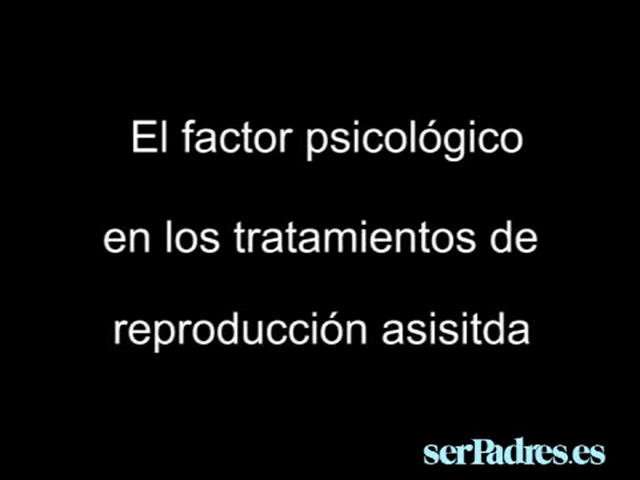 El factor psicológico
en los tratamientos de
reproducción asisitda
serPadres.es